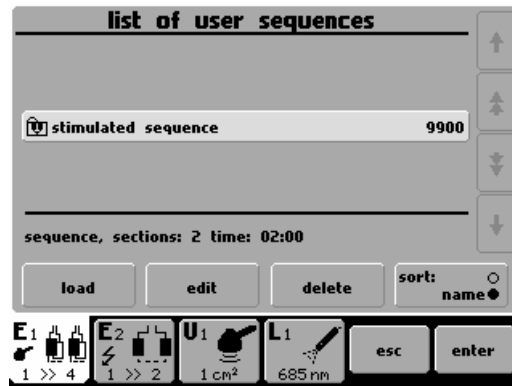 list of user sequences
stimulated sequence 9900
sequence, sections: 2 time: 02:00
load edit delete sort: name
E1 E2 U1 L1
1 >> 4 1 >> 2 1 cm² 685 nm esc enter